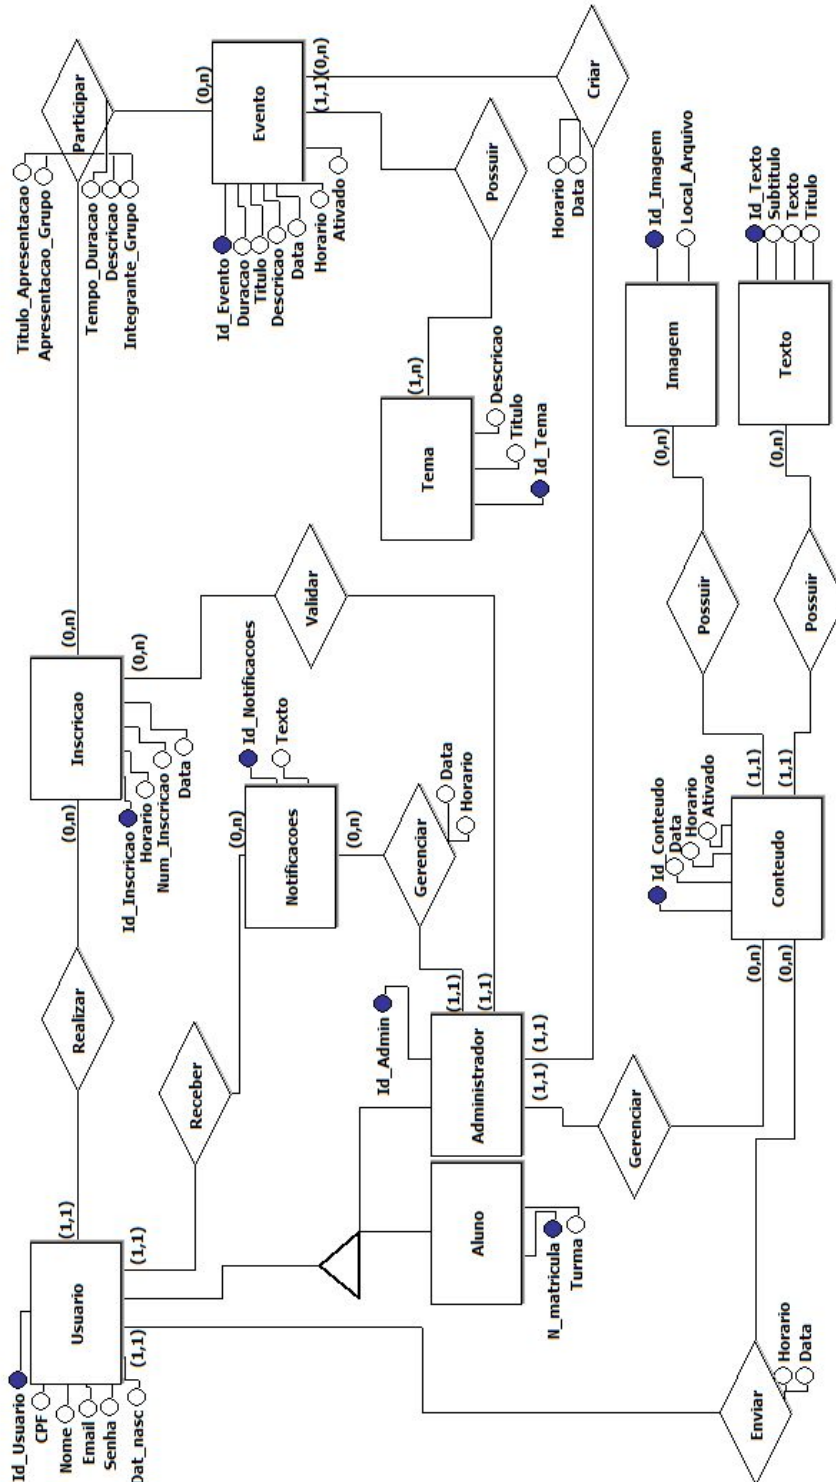 Id_Usuario
CPF
Nome
Email
Senha
Dat_nasc
Usuario
(1,1)
(1,1)
(1,1)
Realizar
(0,n)
Inscricao
Id_Inscricao
Horario
Num_Inscricao
Data
(0,n)
(0,n)
Titulo_Apresentacao
Apresentacao_Grupo
Tempo_Duracao
Descricao
Integrante_Grupo
Participar
(0,n)
Evento
Id_Evento
Duracao
Titulo
Descricao
Data
Horario
Ativado
(1,1)
(0,n)
Receber
(0,n)
Notificacoes
Id_Notificacoes
Texto
(0,n)
Validar
Gerenciar
Data
Horario
Tema
(1,n)
Descricao
Titulo
Id_Tema
Possuir
Criar
Horario
Data
Aluno
N_matricula
Turma
Administrador
Id_Admin
(1,1)
(1,1)
(1,1)
(1,1)
Gerenciar
Enviar
Horario
Data
(0,n)
(0,n)
Conteudo
Id_Conteudo
Data
Horario
Ativado
(1,1)
(1,1)
Possuir
Possuir
(0,n)
Imagem
Id_Imagem
Local_Arquivo
(0,n)
Texto
Id_Texto
Subtitulo
Texto
Titulo